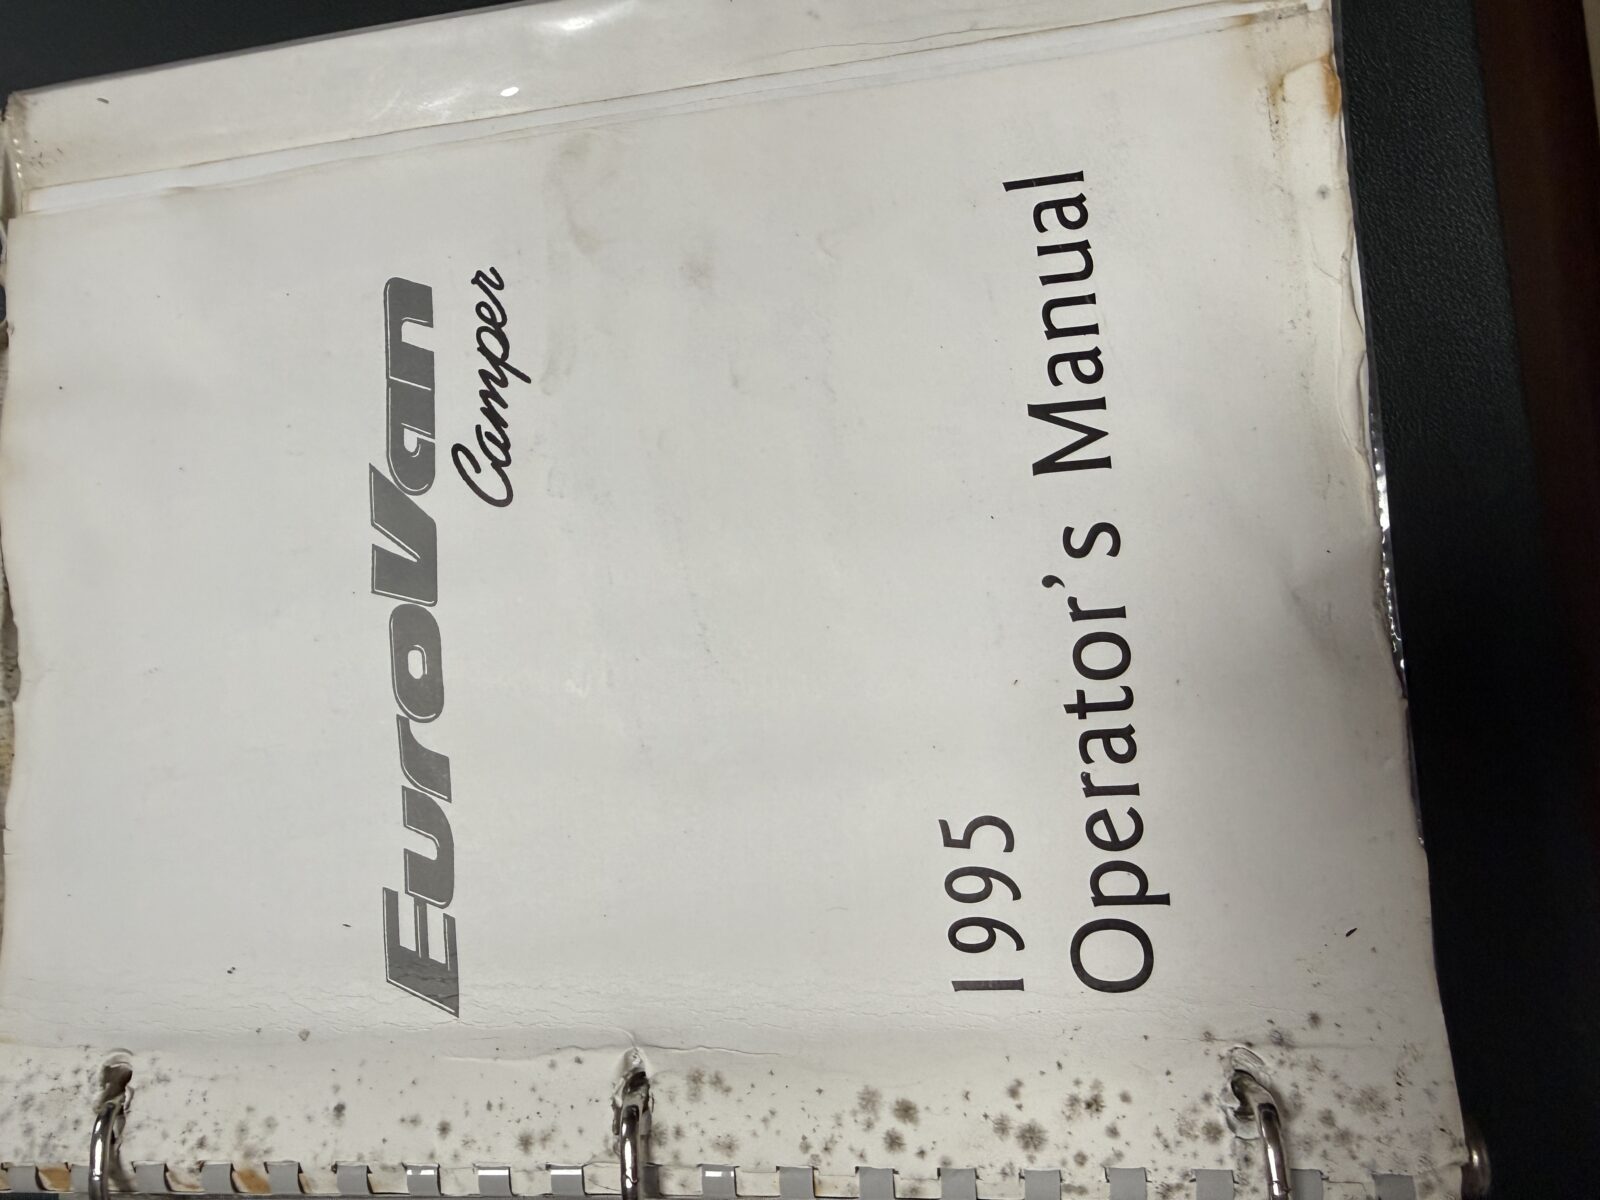 EuroVan
Camper
1995
Operator's Manual